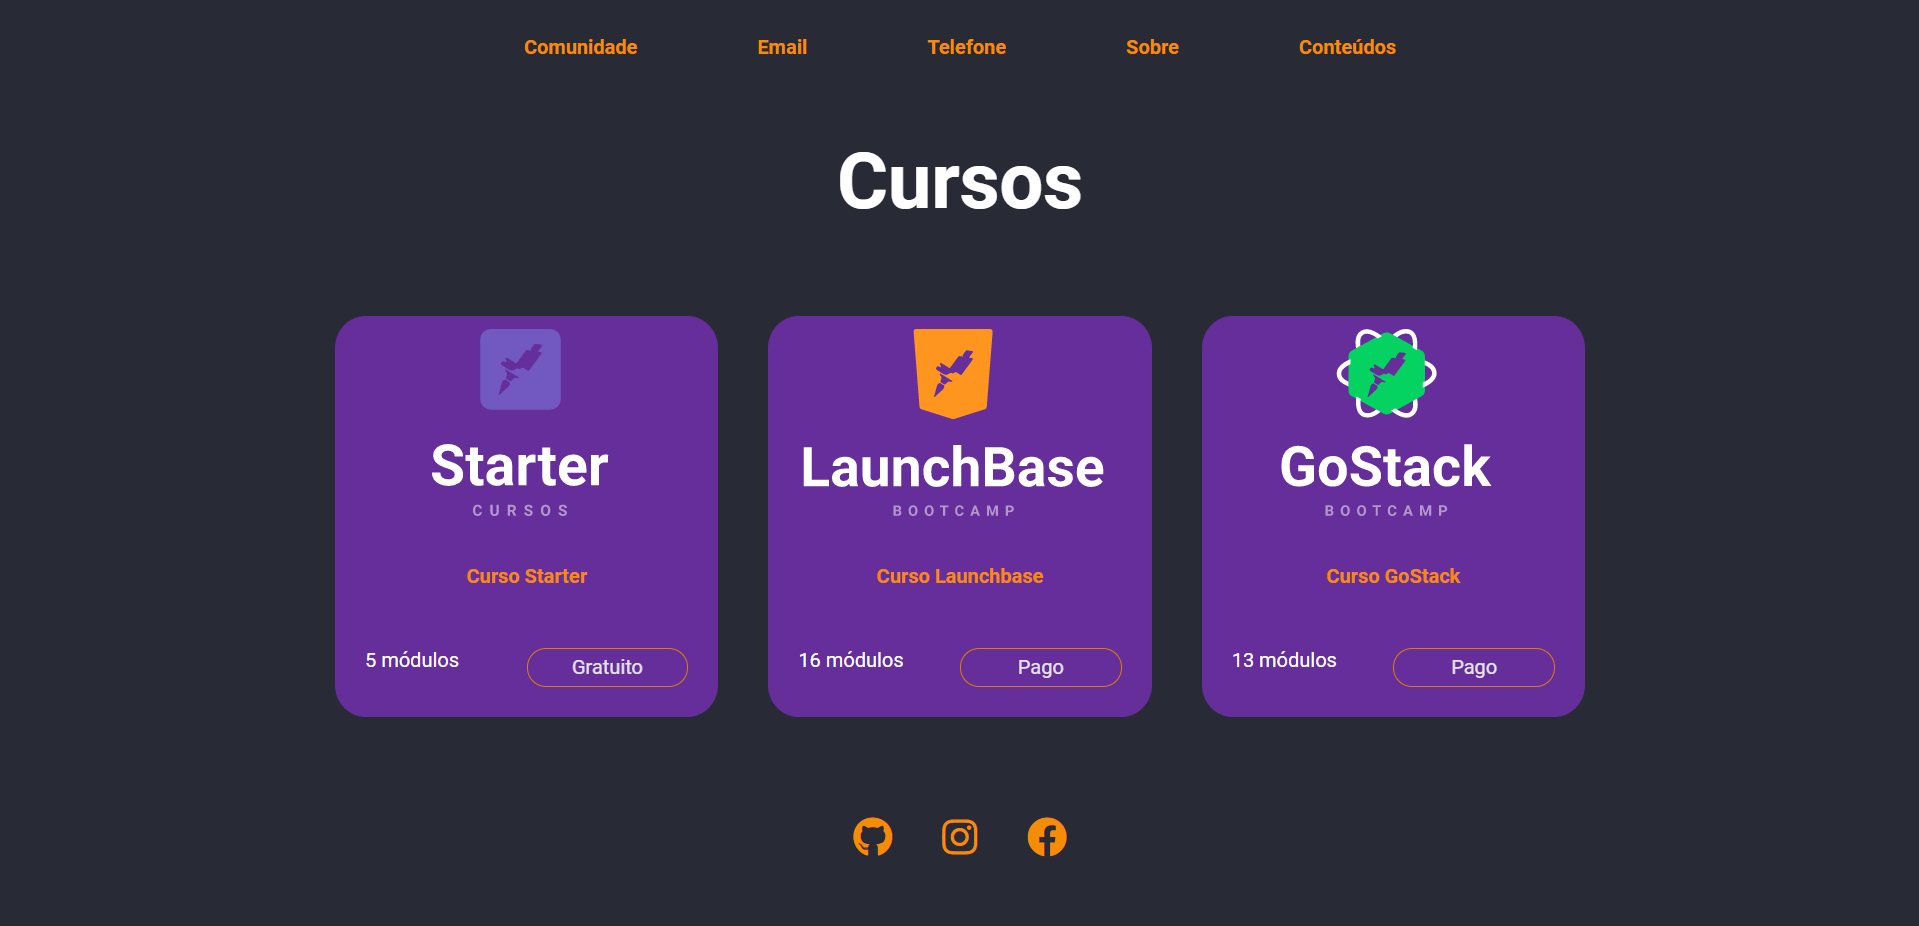 Comunidade Email Telefone Sobre Conteúdos
Cursos
Starter
CURSOS
Curso Starter
5 módulos Gratuito
LaunchBase
BOOTCAMP
Curso Launchbase
16 módulos Pago
GoStack
BOOTCAMP
Curso GoStack
13 módulos Pago